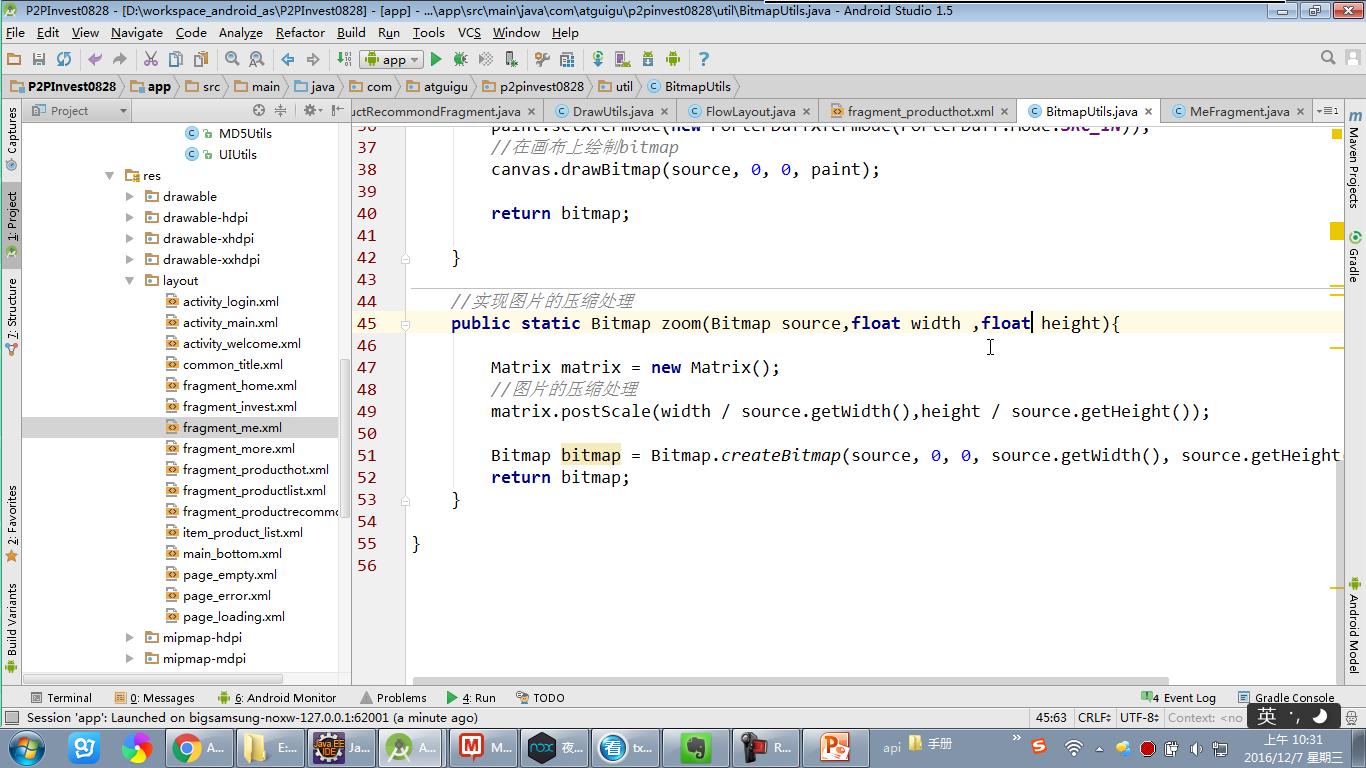 P2PInvest0828 - [D:\workspace_android_as\P2PInvest0828] - [app] - ...\app\src\main\java\com\atguigu\p2pinvest0828\util\BitmapUtils.java - Android Studio 1.5
File Edit View Navigate Code Analyze Refactor Build Run Tools VCS Window Help
app
P2PInvest0828 app src main java com atguigu p2pinvest0828 util BitmapUtils
Project
uctRecommondFragment.java DrawUtils.java FlowLayout.java fragment_producthot.xml BitmapUtils.java MeFragment.java
Captures
1: Project
7: Structure
2: Favorites
Build Variants
MD5Utils
UIUtils
res
drawable
drawable-hdpi
drawable-xhdpi
drawable-xxhdpi
layout
activity_login.xml
activity_main.xml
activity_welcome.xml
common_title.xml
fragment_home.xml
fragment_invest.xml
fragment_me.xml
fragment_more.xml
fragment_producthot.xml
fragment_productlist.xml
fragment_productrecommo
item_product_list.xml
main_bottom.xml
page_empty.xml
page_error.xml
page_loading.xml
mipmap-hdpi
mipmap-mdpi
36 paint.setXfermode(new PorterDuffXfermode(PorterDuff.Mode.SRC_IN));
37 //在画布上绘制bitmap
38 canvas.drawBitmap(source, 0, 0, paint);
39
40 return bitmap;
41
42 }
43
44 //实现图片的压缩处理
45 public static Bitmap zoom(Bitmap source,float width ,float height){
46
47 Matrix matrix = new Matrix();
48 //图片的压缩处理
49 matrix.postScale(width / source.getWidth(),height / source.getHeight());
50
51 Bitmap bitmap = Bitmap.createBitmap(source, 0, 0, source.getWidth(), source.getHeight
52 return bitmap;
53 }
54
55 }
56
Maven Projects
Gradle
Android Model
Terminal 0: Messages 6: Android Monitor Problems 4: Run TODO 4 Event Log Gradle Console
Session 'app': Launched on bigsamsung-noxw-127.0.0.1:62001 (a minute ago) 45:63 CRLF UTF-8 Context: <no
英
A... E:... Ja... A... M... 夜... tx... R...
api 手册
上午 10:31
2016/12/7 星期三